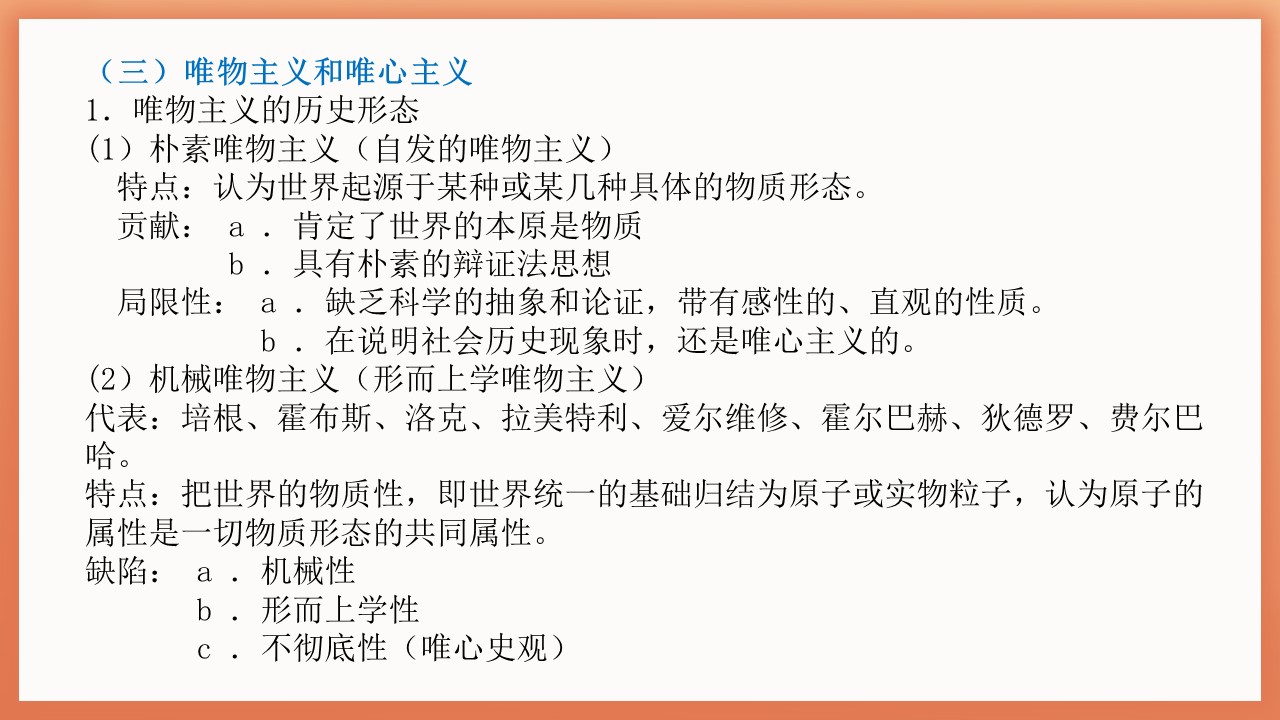 （三）唯物主义和唯心主义
1．唯物主义的历史形态
(1）朴素唯物主义（自发的唯物主义）
特点：认为世界起源于某种或某几种具体的物质形态。
贡献： a ．肯定了世界的本原是物质
b ．具有朴素的辩证法思想
局限性： a ．缺乏科学的抽象和论证，带有感性的、直观的性质。
b ．在说明社会历史现象时，还是唯心主义的。
(2）机械唯物主义（形而上学唯物主义）
代表：培根、霍布斯、洛克、拉美特利、爱尔维修、霍尔巴赫、狄德罗、费尔巴
哈。
特点：把世界的物质性，即世界统一的基础归结为原子或实物粒子，认为原子的
属性是一切物质形态的共同属性。
缺陷： a ．机械性
b ．形而上学性
c ．不彻底性（唯心史观）